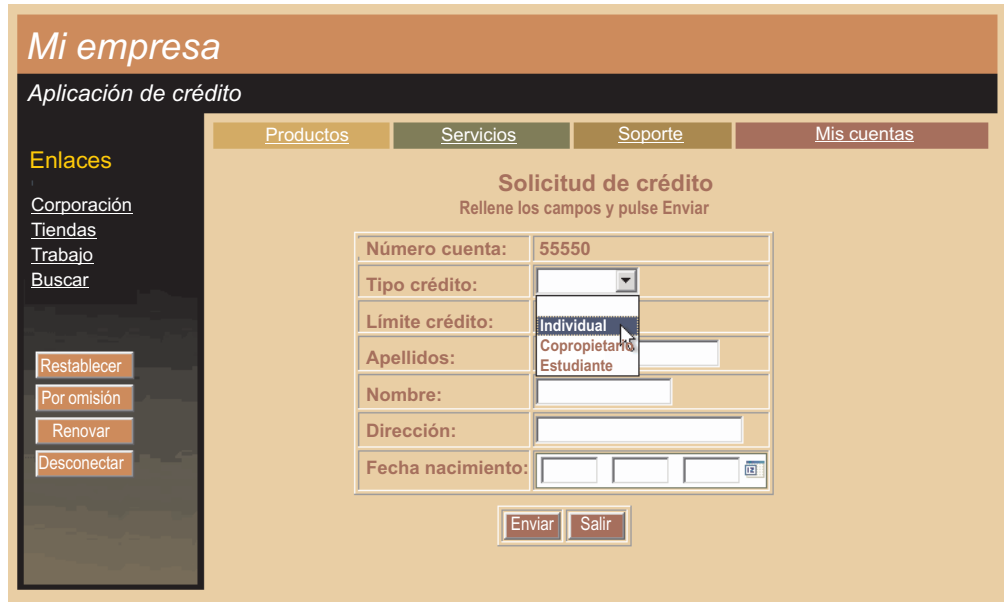 Mi empresa
Aplicación de crédito
Productos Servicios Soporte Mis cuentas
Enlaces
Corporación
Tiendas
Trabajo
Buscar
Restablecer
Por omisión
Renovar
Desconectar
Solicitud de crédito
Rellene los campos y pulse Enviar
Número cuenta: 55550
Tipo crédito:
Individual
Copropietario
Estudiante
Límite crédito:
Apellidos:
Nombre:
Dirección:
Fecha nacimiento:
12
Enviar Salir